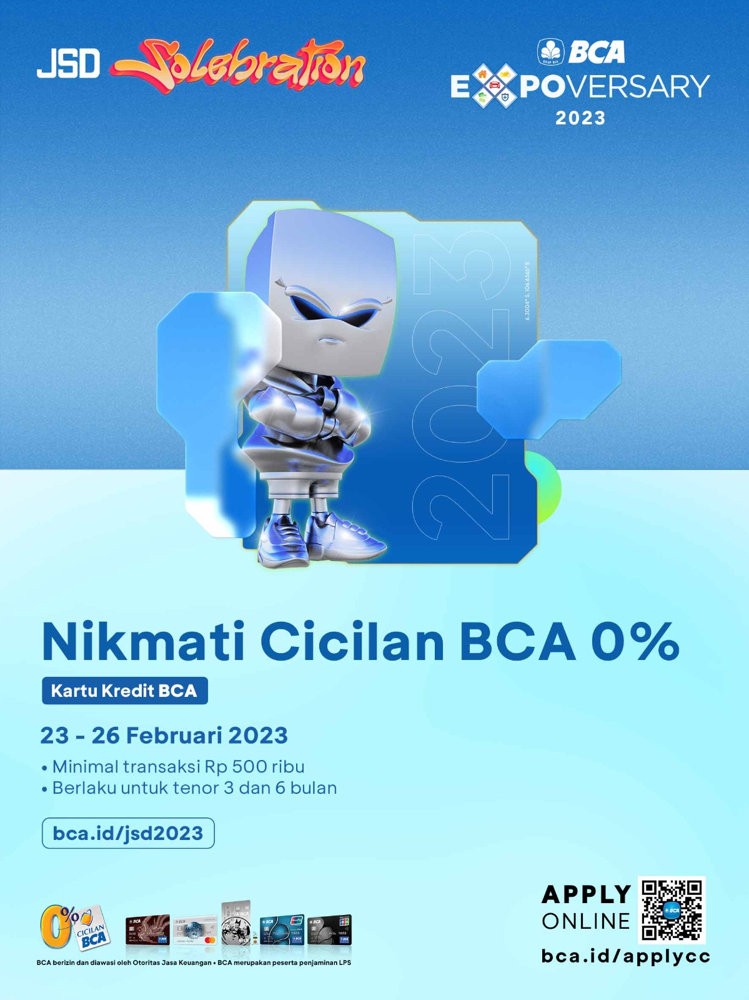 JSD Solebration
BCA
EXPOVERSARY
2023
2023
6.3004° S, 106.6365° E
Nikmati Cicilan BCA 0%
Kartu Kredit BCA
23 - 26 Februari 2023
• Minimal transaksi Rp 500 ribu
• Berlaku untuk tenor 3 dan 6 bulan
bca.id/jsd2023
APPLY
ONLINE
bca.id/applycc
0%
CICILAN
BCA
BCA berizin dan diawasi oleh Otoritas Jasa Keuangan • BCA merupakan peserta penjaminan LPS